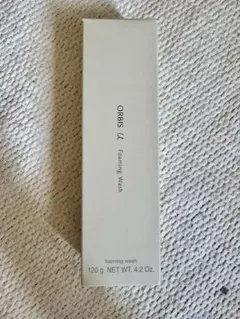 ORBIS u
Foaming Wash
foaming wash
120 g NET WT. 4.2 Oz.